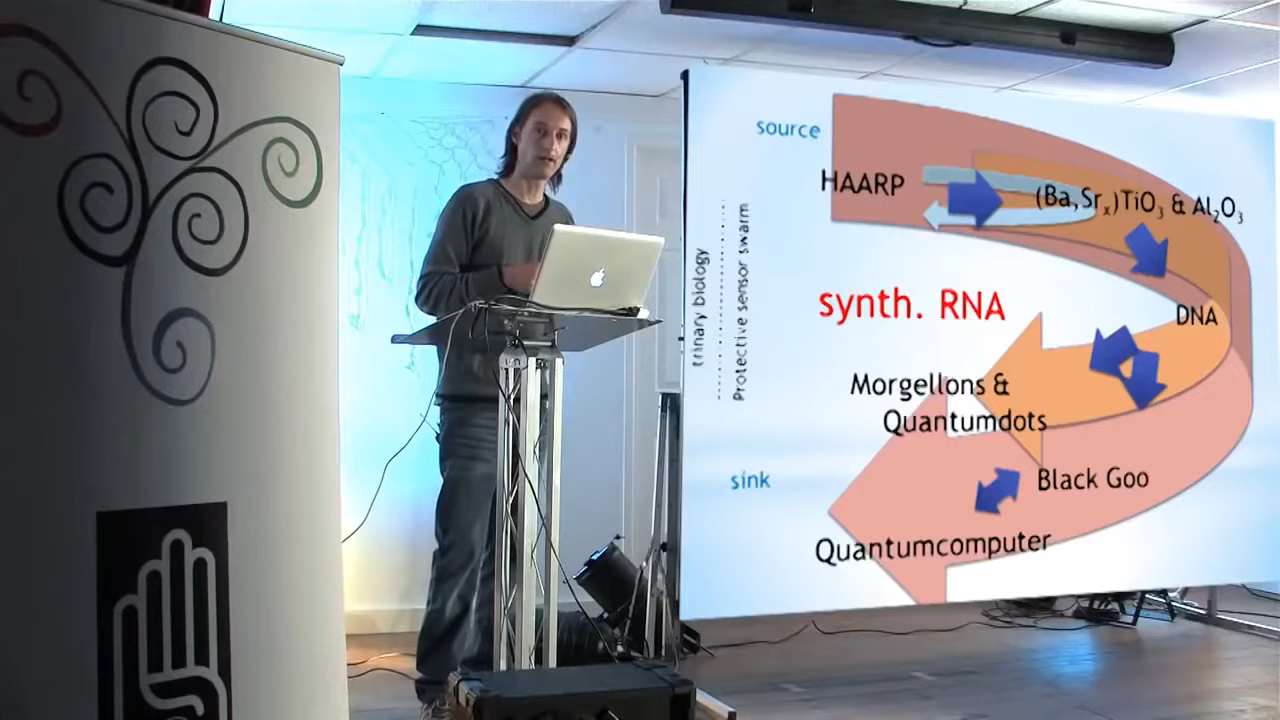 source
HAARP
(Ba,Srₓ)TiO₃ & Al₂O₃
trinary biology
Protective sensor swarm
synth. RNA
DNA
Morgellons &
Quantumdots
sink
Black Goo
Quantumcomputer